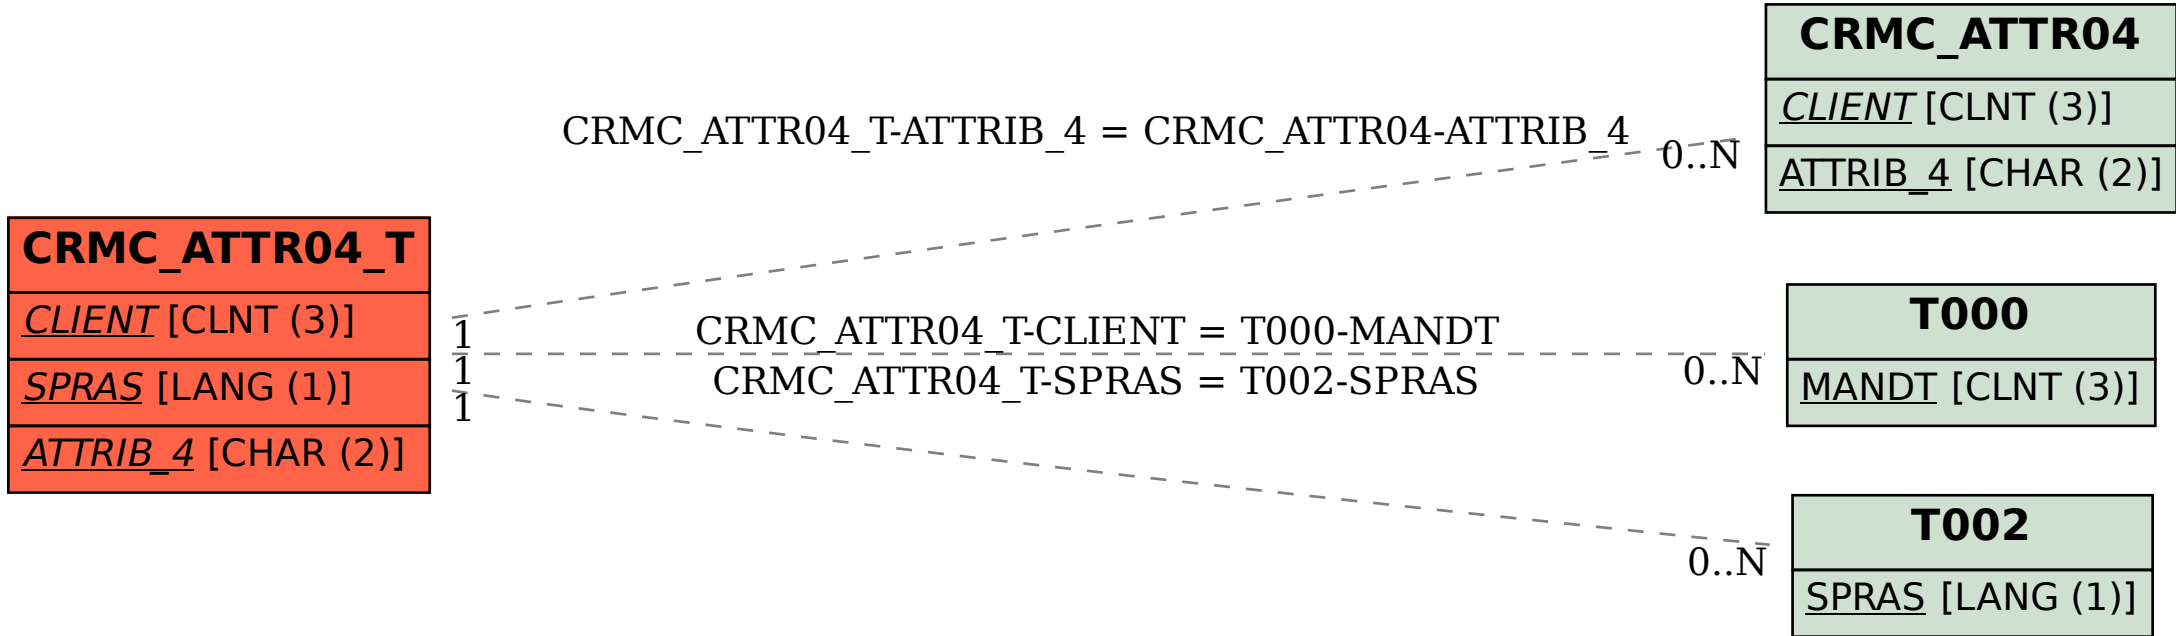 CRMC_ATTR04
CLIENT [CLNT (3)]
ATTRIB_4 [CHAR (2)]
CRMC_ATTR04_T-ATTRIB_4 = CRMC_ATTR04-ATTRIB_4
0..N
CRMC_ATTR04_T
CLIENT [CLNT (3)]
SPRAS [LANG (1)]
ATTRIB_4 [CHAR (2)]
1
1
1
CRMC_ATTR04_T-CLIENT = T000-MANDT
CRMC_ATTR04_T-SPRAS = T002-SPRAS
0..N
T000
MANDT [CLNT (3)]
0..N
T002
SPRAS [LANG (1)]